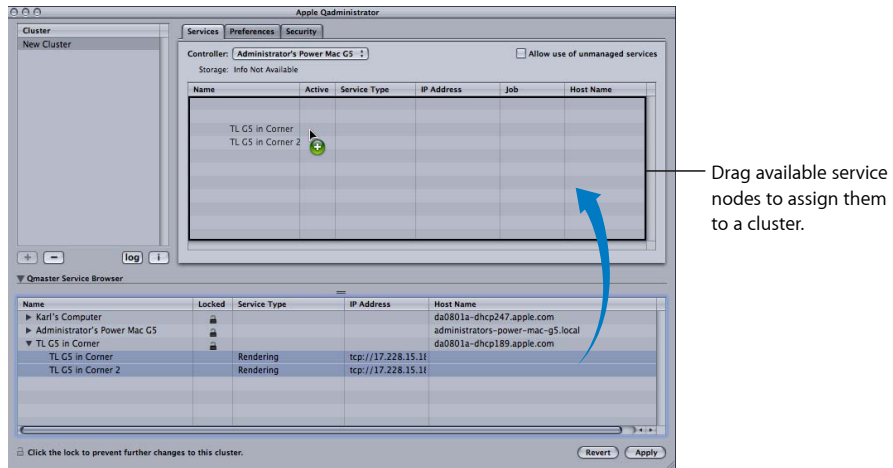 Apple Qadministrator
Cluster
New Cluster
Services Preferences Security
Controller: Administrator's Power Mac G5
Allow use of unmanaged services
Storage: Info Not Available
Name Active Service Type IP Address Job Host Name
TL G5 in Corner
TL G5 in Corner 2
Drag available service
nodes to assign them
to a cluster.
+ − log i
Qmaster Service Browser
Name Locked Service Type IP Address Host Name
Karl's Computer da0801a-dhcp247.apple.com
Administrator's Power Mac G5 administrators-power-mac-g5.local
TL G5 in Corner da0801a-dhcp189.apple.com
TL G5 in Corner Rendering tcp://17.228.15.18
TL G5 in Corner 2 Rendering tcp://17.228.15.18
Click the lock to prevent further changes to this cluster.
Revert Apply